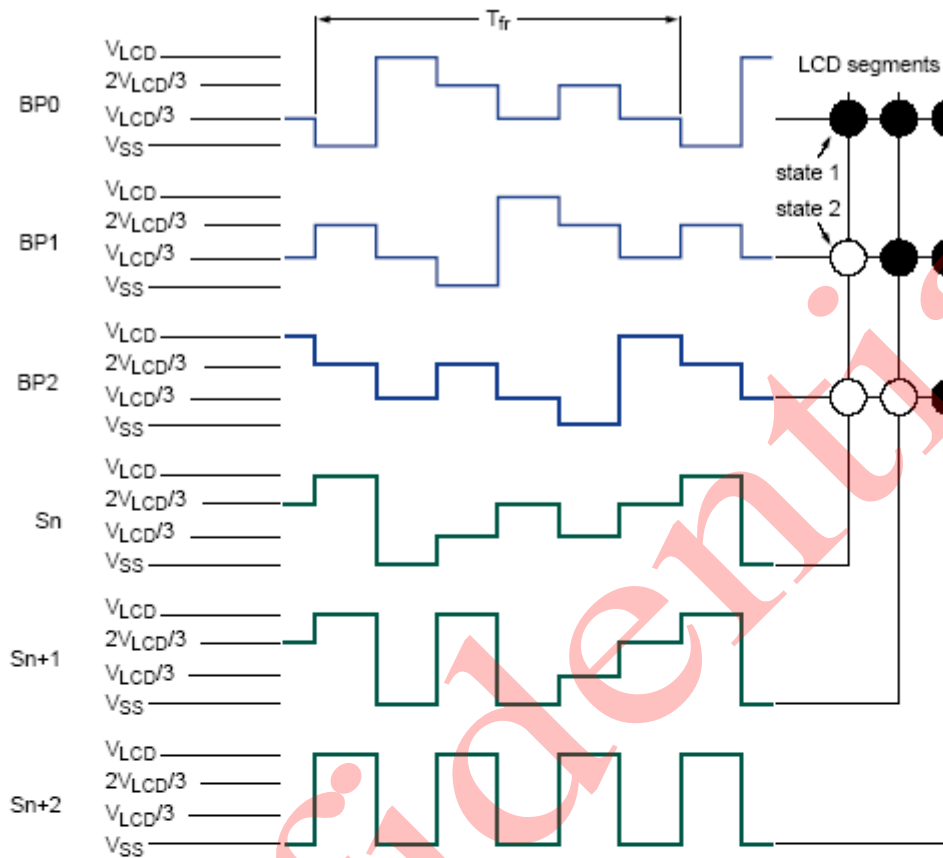 Tfr
VLCD
2VLCD/3
BP0
VLCD/3
VSS
LCD segments
state 1
state 2
VLCD
2VLCD/3
BP1
VLCD/3
VSS
VLCD
2VLCD/3
BP2
VLCD/3
VSS
VLCD
2VLCD/3
Sn
VLCD/3
VSS
VLCD
2VLCD/3
Sn+1
VLCD/3
VSS
VLCD
2VLCD/3
Sn+2
VLCD/3
VSS